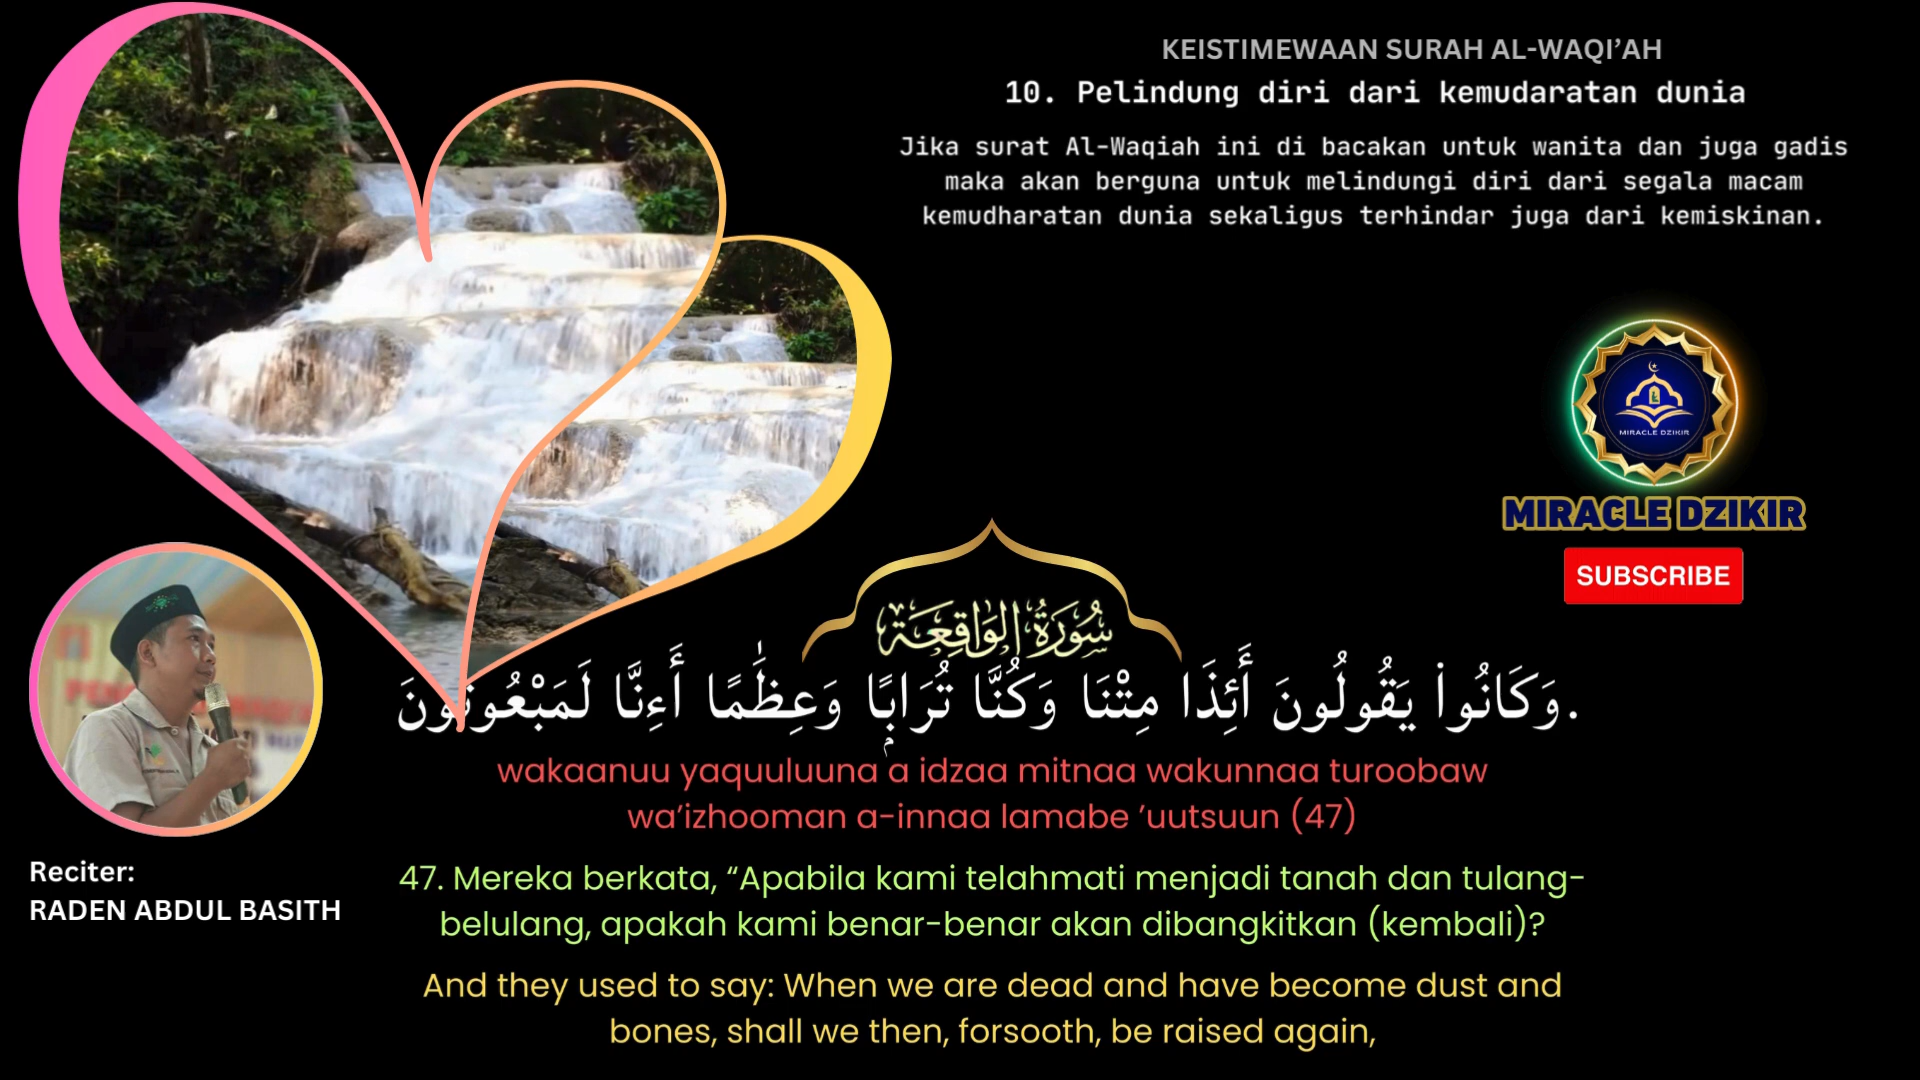 KEISTIMEWAAN SURAH AL-WAQI’AH
10. Pelindung diri dari kemudaratan dunia
Jika surat Al-Waqiah ini di bacakan untuk wanita dan juga gadis
maka akan berguna untuk melindungi diri dari segala macam
kemudharatan dunia sekaligus terhindar juga dari kemiskinan.
MIRACLE DZIKIR
MIRACLE DZIKIR
SUBSCRIBE
سُورَةُ الوَاقِعَة
وَكَانُوا۟ يَقُولُونَ أَئِذَا مِتْنَا وَكُنَّا تُرَابًۭا وَعِظَٰمًا أَءِنَّا لَمَبْعُوثُونَ.
wakaanuu yaquuluuna a idzaa mitnaa wakunnaa turoobaw
wa’izhooman a-innaa lamabe ’uutsuun (47)
47. Mereka berkata, “Apabila kami telahmati menjadi tanah dan tulang-
belulang, apakah kami benar-benar akan dibangkitkan (kembali)?
And they used to say: When we are dead and have become dust and
bones, shall we then, forsooth, be raised again,
Reciter:
RADEN ABDUL BASITH